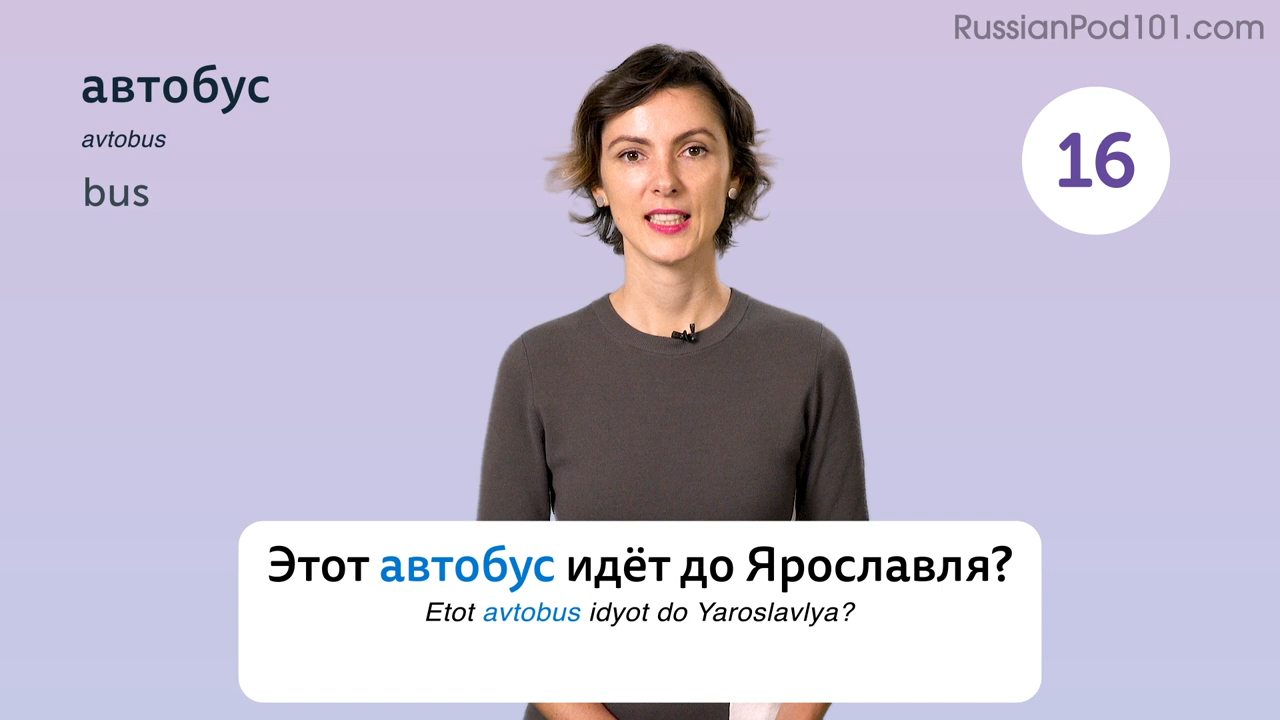 RussianPod101.com
автобус
avtobus
bus
16
Этот автобус идёт до Ярославля?
Etot avtobus idyot do Yaroslavlya?